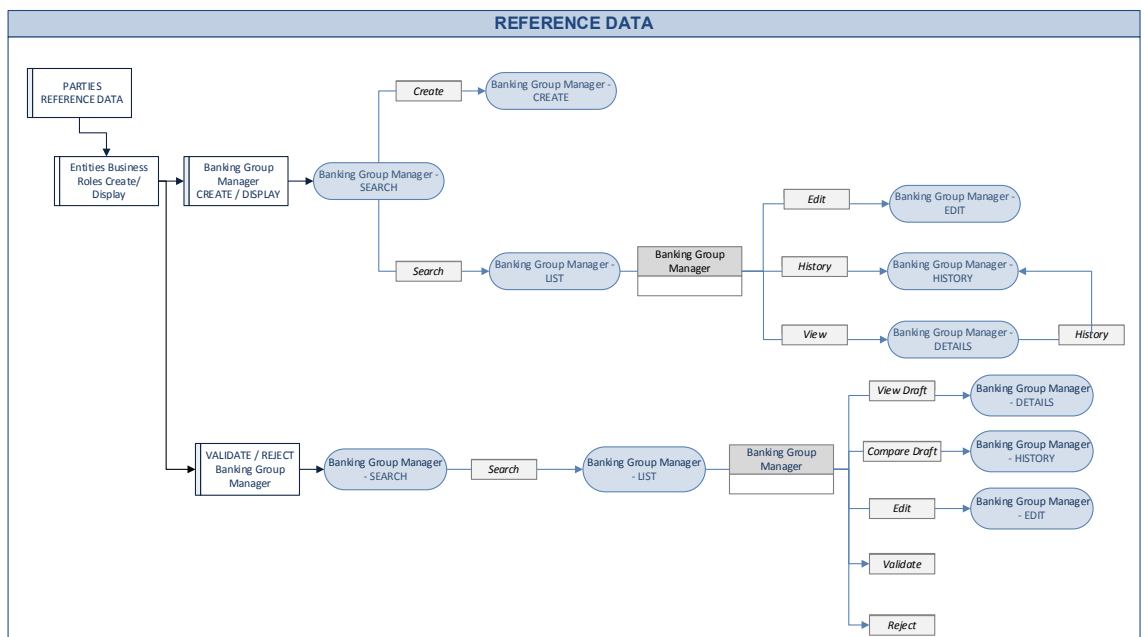 REFERENCE DATA
PARTIES
REFERENCE DATA
Entities Business
Roles Create/
Display
Banking Group
Manager
CREATE / DISPLAY
Banking Group Manager -
SEARCH
Create
Banking Group Manager -
CREATE
Search
Banking Group Manager -
LIST
Banking Group
Manager
Edit
Banking Group Manager -
EDIT
History
Banking Group Manager -
HISTORY
View
Banking Group Manager -
DETAILS
History
VALIDATE / REJECT
Banking Group
Manager
Banking Group Manager
- SEARCH
Search
Banking Group Manager
- LIST
Banking Group
Manager
View Draft
Banking Group Manager
- DETAILS
Compare Draft
Banking Group Manager
- HISTORY
Edit
Banking Group Manager
- EDIT
Validate
Reject